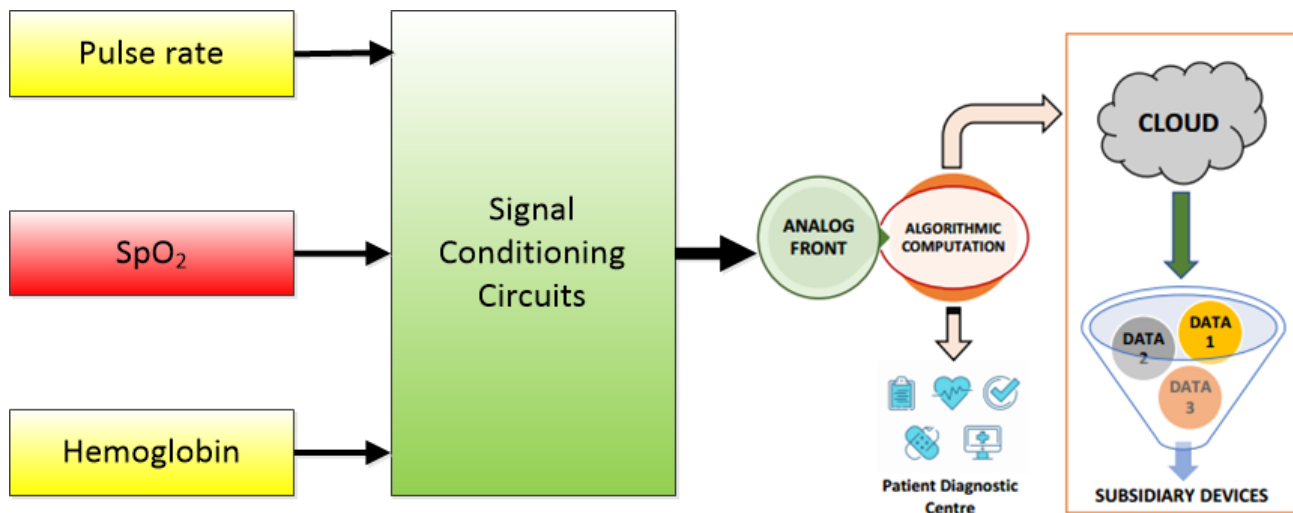 Pulse rate
SpO₂
Hemoglobin
Signal
Conditioning
Circuits
ANALOG
FRONT
ALGORITHMIC
COMPUTATION
Patient Diagnostic
Centre
CLOUD
DATA
1
DATA
2
DATA
3
SUBSIDIARY DEVICES